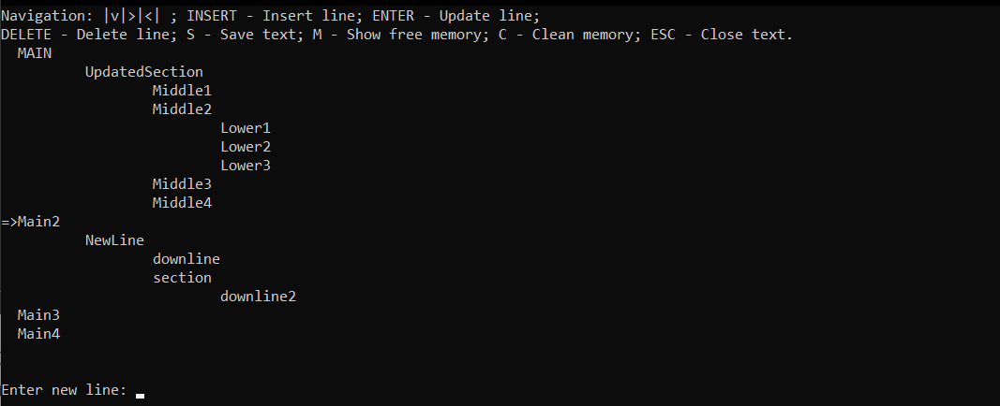 Navigation: |v|>|<| ; INSERT - Insert line; ENTER - Update line;
DELETE - Delete line; S - Save text; M - Show free memory; C - Clean memory; ESC - Close text.
MAIN
UpdatedSection
Middle1
Middle2
Lower1
Lower2
Lower3
Middle3
Middle4
=>Main2
NewLine
downline
section
downline2
Main3
Main4
Enter new line: